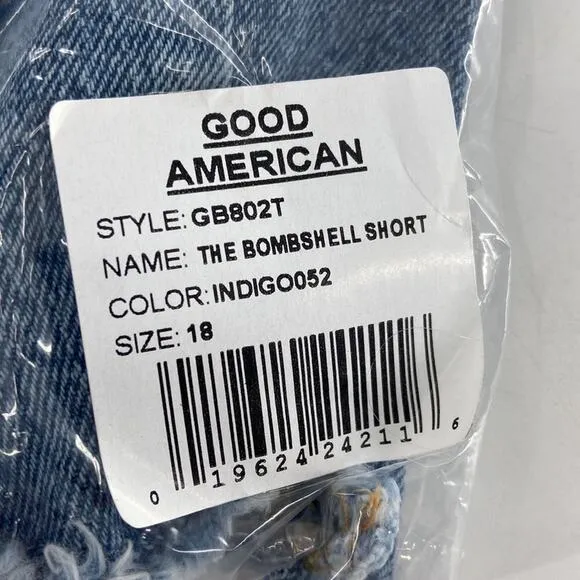 GOOD
AMERICAN
STYLE: GB802T
NAME: THE BOMBSHELL SHORT
COLOR: INDIGO052
SIZE: 18
0 19624 24211 6